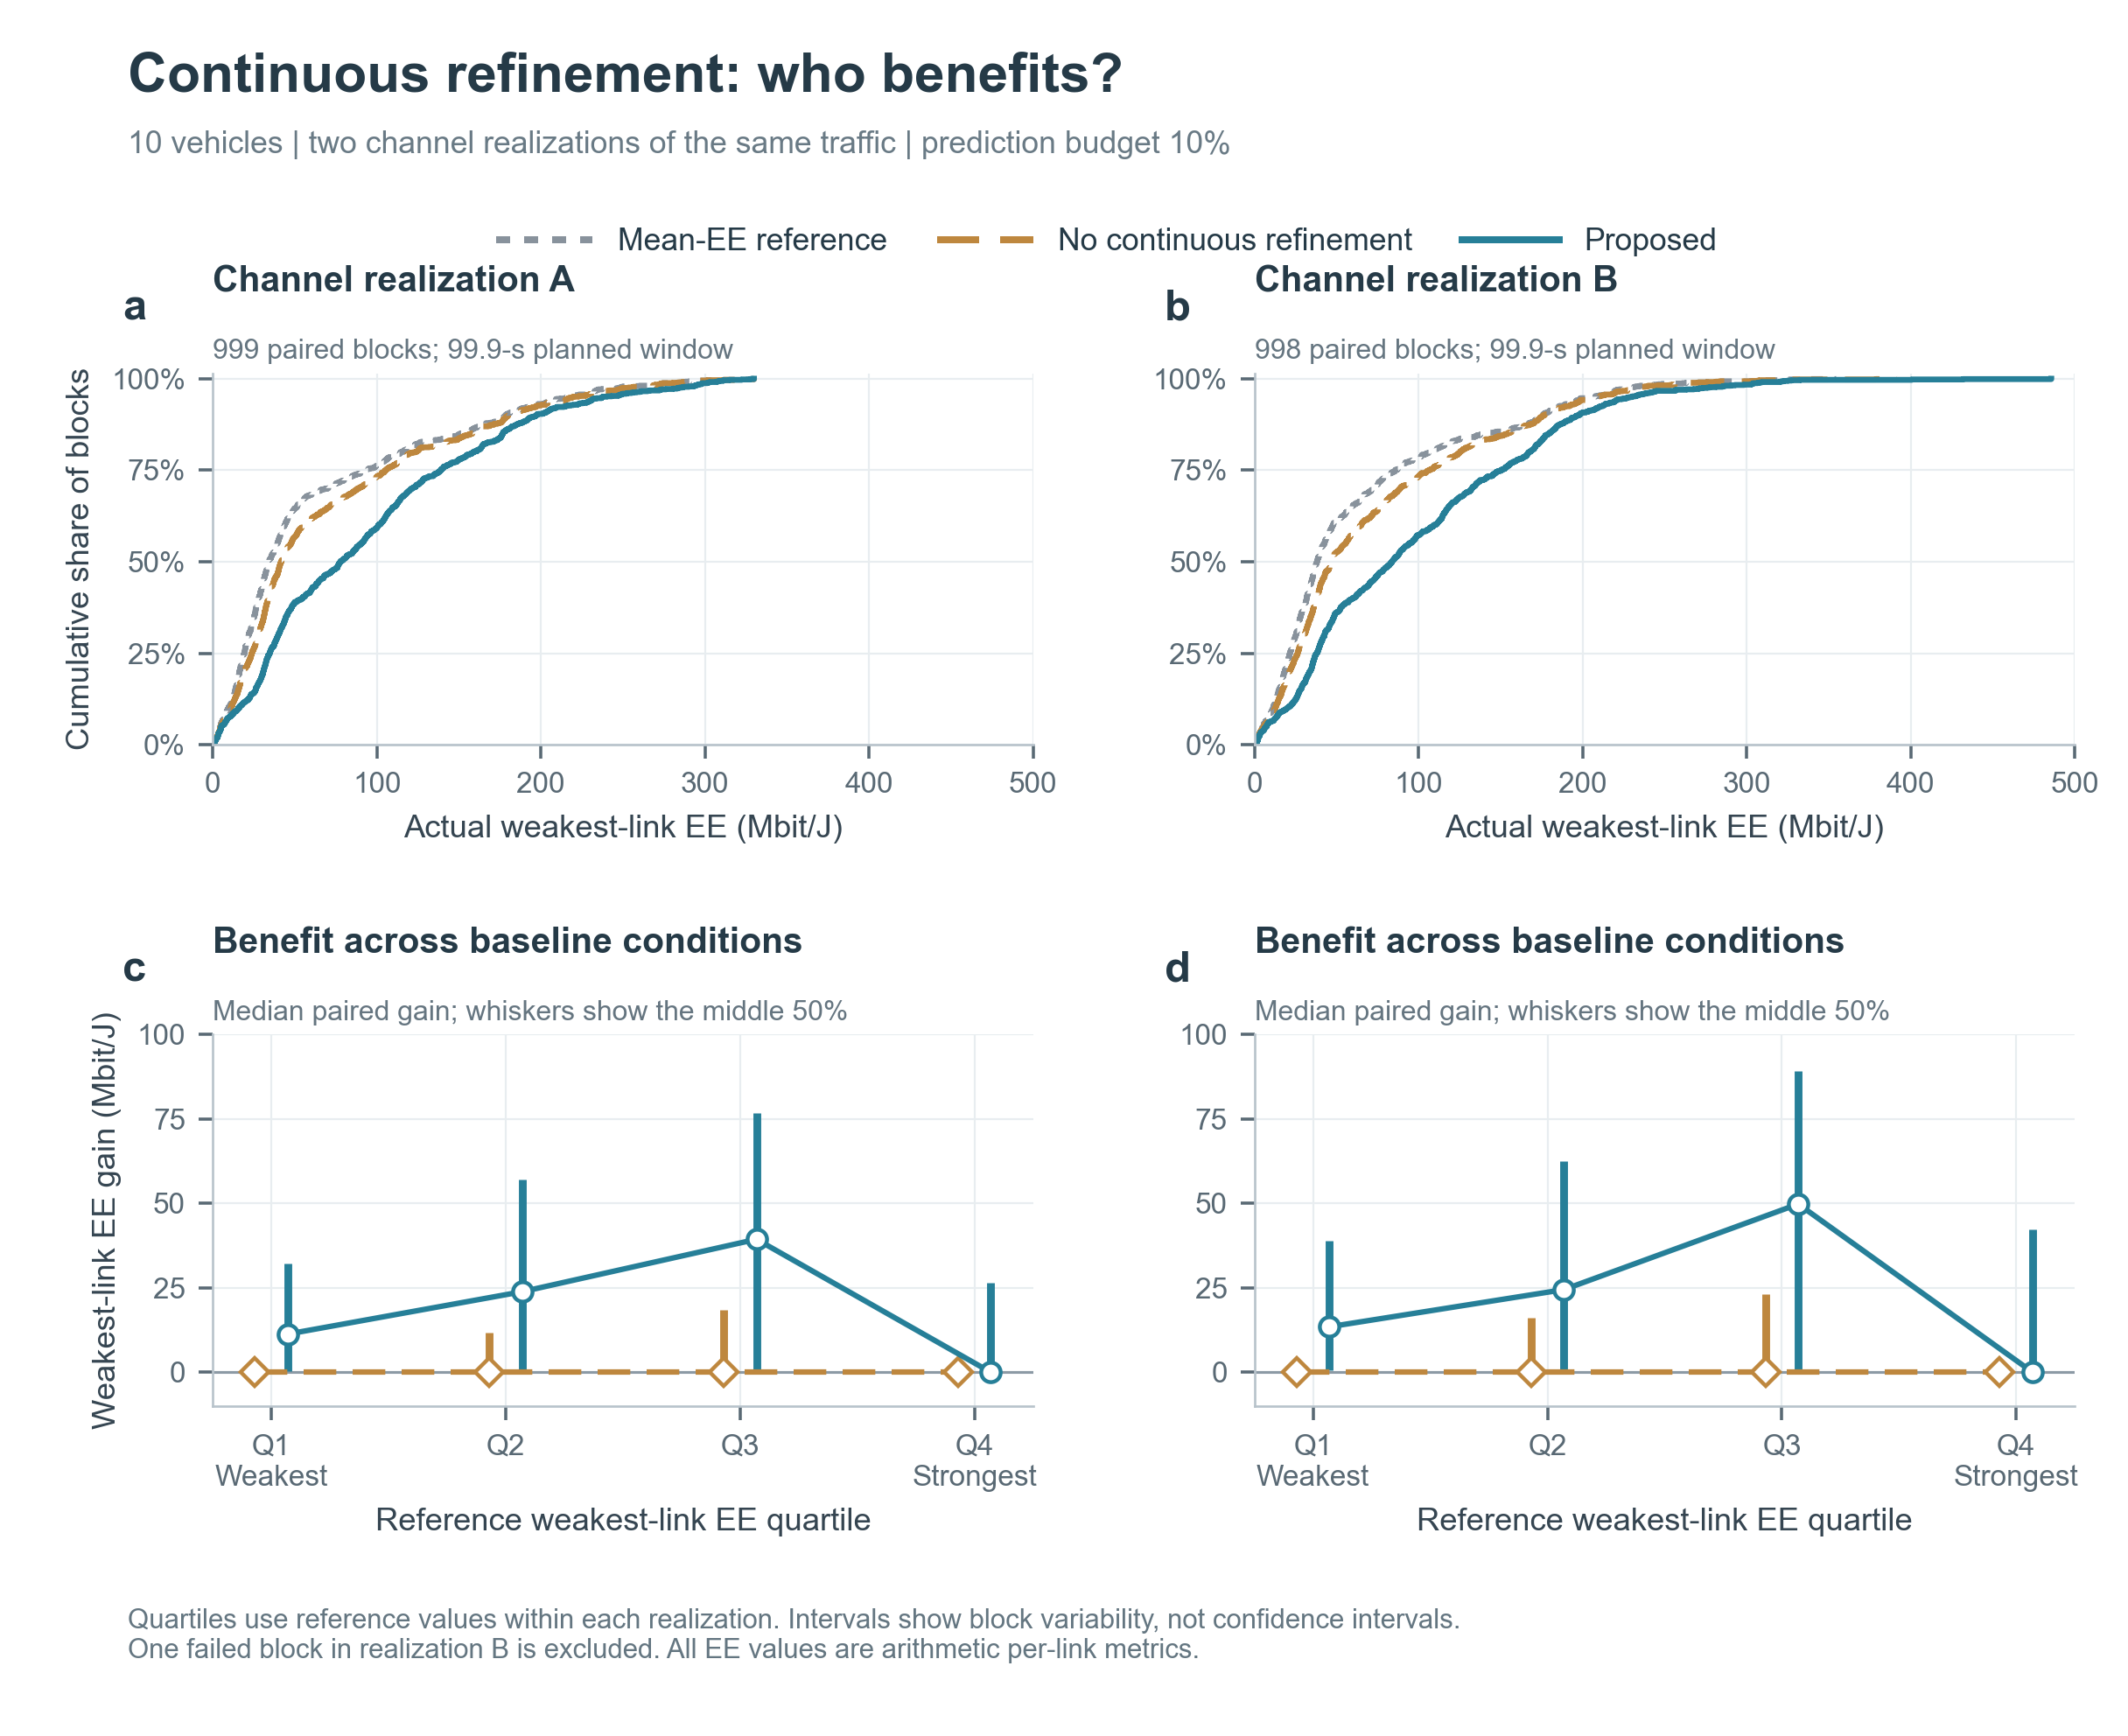 Continuous refinement: who benefits?
10 vehicles | two channel realizations of the same traffic | prediction budget 10%
Mean-EE reference
No continuous refinement
Proposed
a
Channel realization A
999 paired blocks; 99.9-s planned window
Cumulative share of blocks
100%
75%
50%
25%
0%
0
100
200
300
400
500
Actual weakest-link EE (Mbit/J)
b
Channel realization B
998 paired blocks; 99.9-s planned window
100%
75%
50%
25%
0%
0
100
200
300
400
500
Actual weakest-link EE (Mbit/J)
c
Benefit across baseline conditions
Median paired gain; whiskers show the middle 50%
Weakest-link EE gain (Mbit/J)
100
75
50
25
0
Q1
Weakest
Q2
Q3
Q4
Strongest
Reference weakest-link EE quartile
d
Benefit across baseline conditions
Median paired gain; whiskers show the middle 50%
100
75
50
25
0
Q1
Weakest
Q2
Q3
Q4
Strongest
Reference weakest-link EE quartile
Quartiles use reference values within each realization. Intervals show block variability, not confidence intervals.
One failed block in realization B is excluded. All EE values are arithmetic per-link metrics.